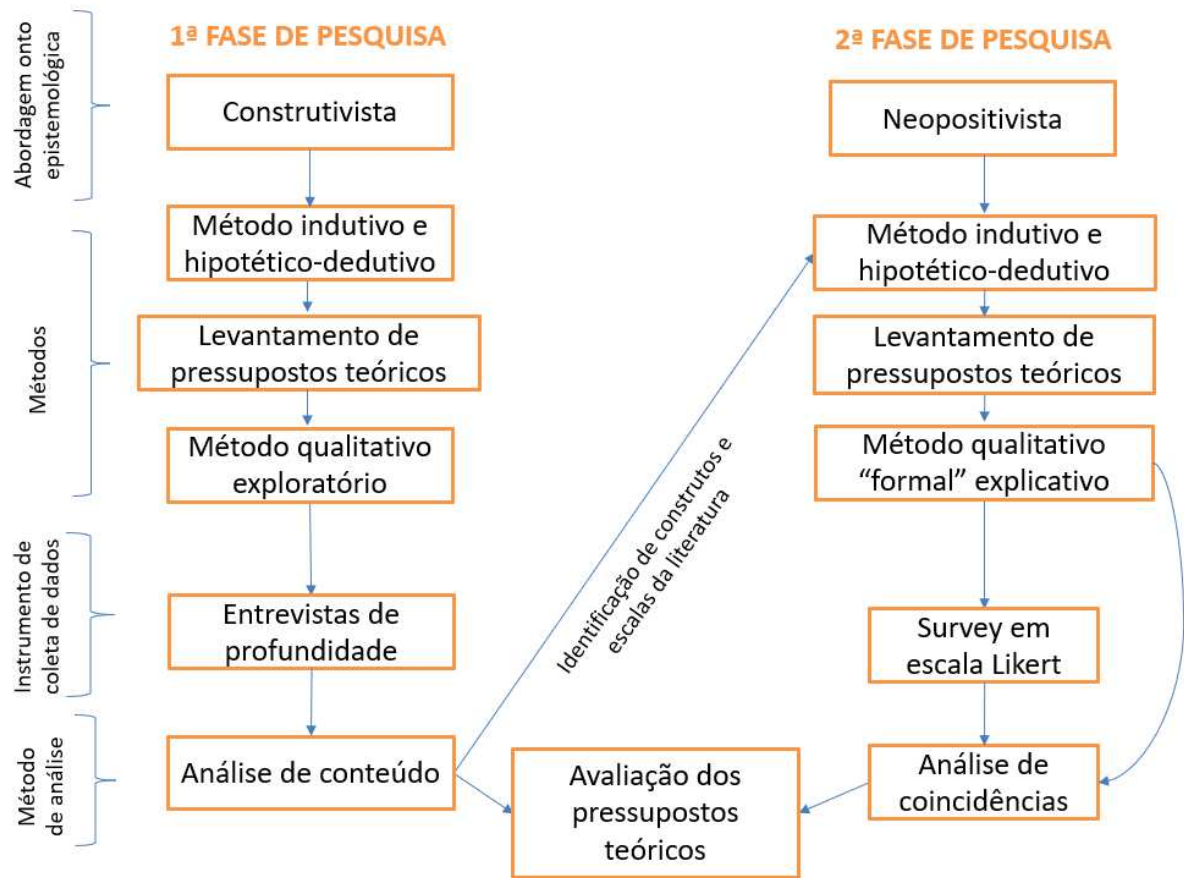 1ª FASE DE PESQUISA
2ª FASE DE PESQUISA
Abordagem onto
epistemológica
Construtivista
Neopositivista
Métodos
Método indutivo e
hipotético-dedutivo
Método indutivo e
hipotético-dedutivo
Levantamento de
pressupostos teóricos
Levantamento de
pressupostos teóricos
Método qualitativo
exploratório
Método qualitativo
“formal” explicativo
Identificação de construtos e
escalas da literatura
Instrumento de
coleta de dados
Entrevistas de
profundidade
Survey em
escala Likert
Método
de análise
Análise de conteúdo
Avaliação dos
pressupostos
teóricos
Análise de
coincidências